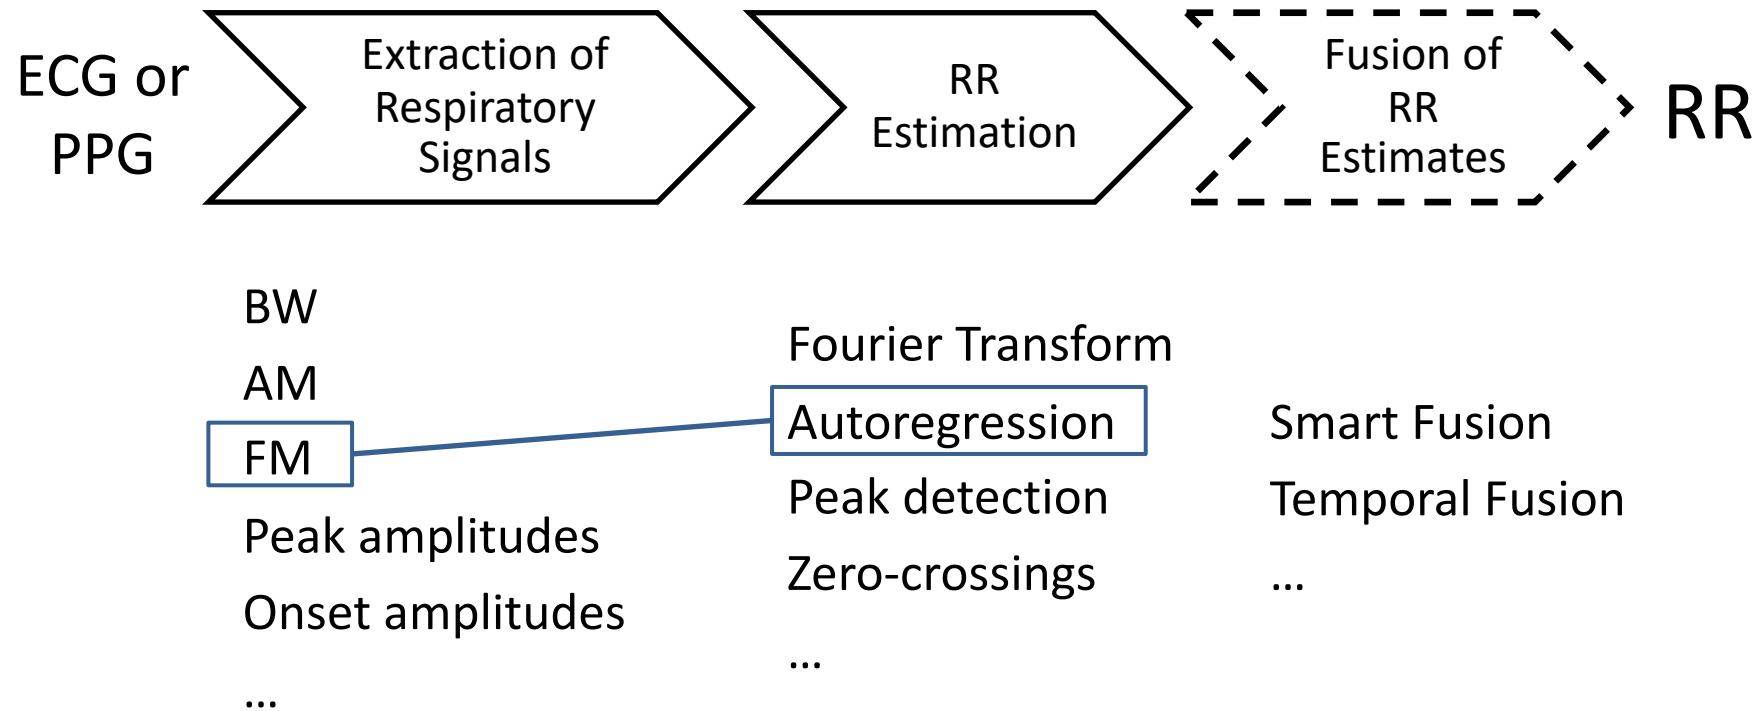 ECG or
PPG
Extraction of
Respiratory
Signals
RR
Estimation
Fusion of
RR
Estimates
RR
BW
AM
FM
Peak amplitudes
Onset amplitudes
...
Fourier Transform
Autoregression
Peak detection
Zero-crossings
...
Smart Fusion
Temporal Fusion
...